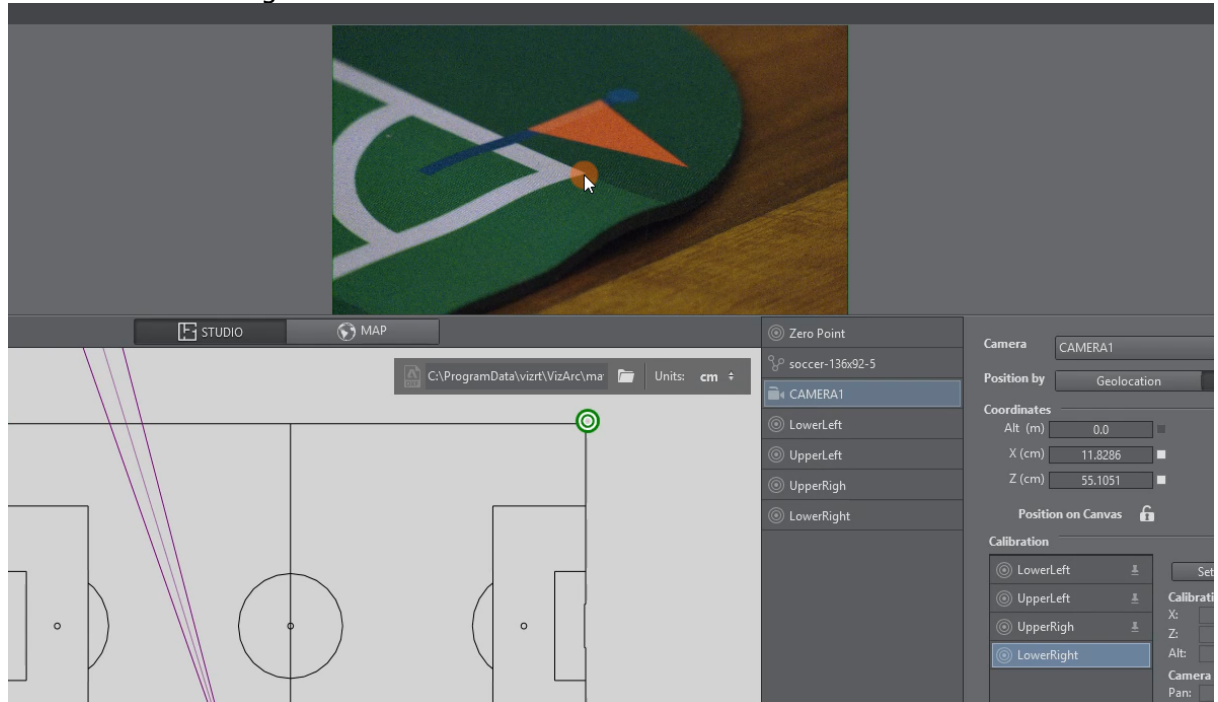 STUDIO
MAP
C:\ProgramData\vizrt\VizArc\ma
Units: cm
Zero Point
soccer-136x92-5
CAMERA1
LowerLeft
UpperLeft
UpperRigh
LowerRight
Camera CAMERA1
Position by Geolocation
Coordinates
Alt (m) 0.0
X (cm) 11.8286
Z (cm) 55.1051
Position on Canvas
Calibration
LowerLeft
UpperLeft
UpperRigh
LowerRight
Set
Calibrati
X:
Z:
Alt:
Camera
Pan: